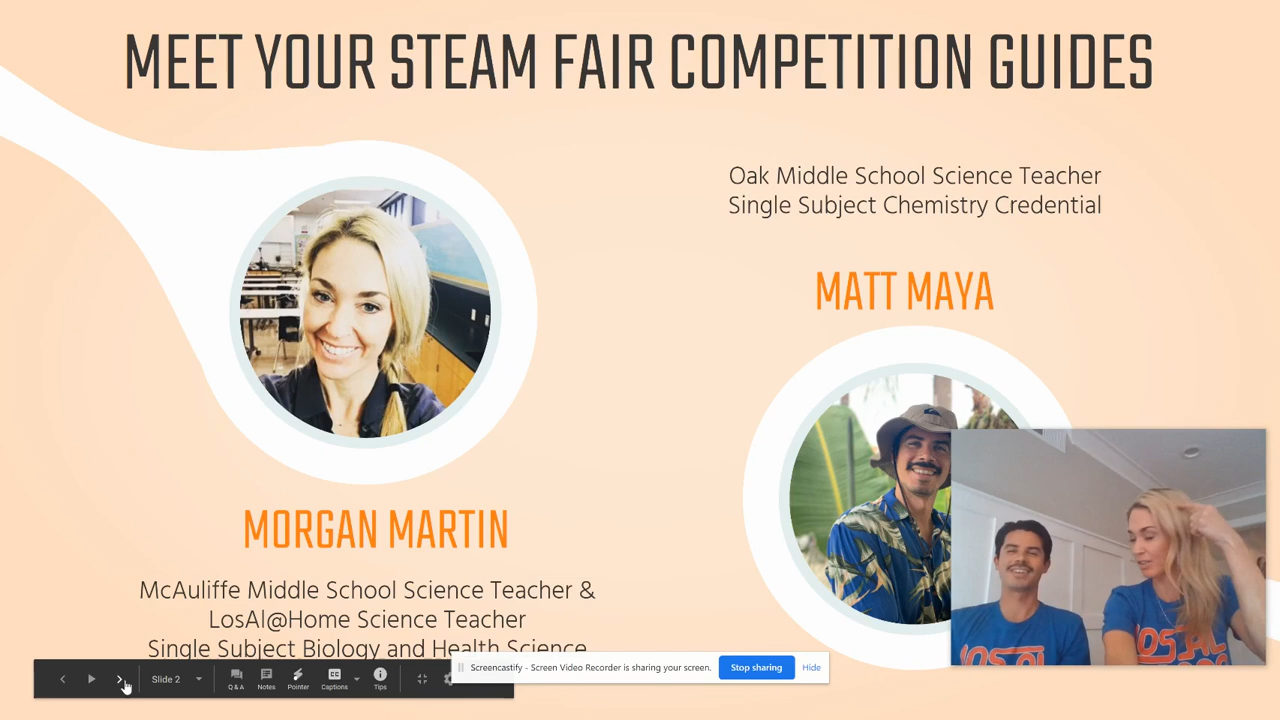 MEET YOUR STEAM FAIR COMPETITION GUIDES
Oak Middle School Science Teacher
Single Subject Chemistry Credential
MATT MAYA
MORGAN MARTIN
McAuliffe Middle School Science Teacher &
LosAl@Home Science Teacher
Single Subject Biology and Health Science
Slide 2
Q & A
Notes
Pointer
CC
Captions
Tips
Screencastify - Screen Video Recorder is sharing your screen.
Stop sharing
Hide
LOSAL